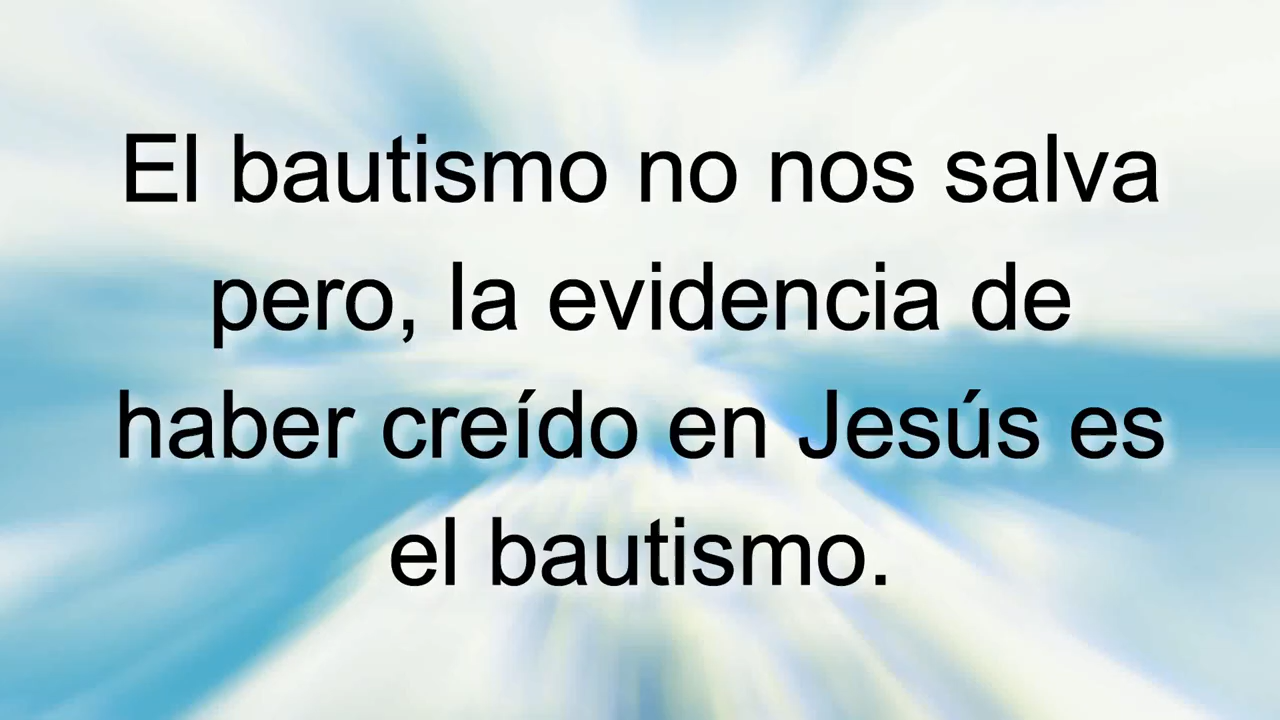 El bautismo no nos salva
pero, la evidencia de
haber creído en Jesús es
el bautismo.